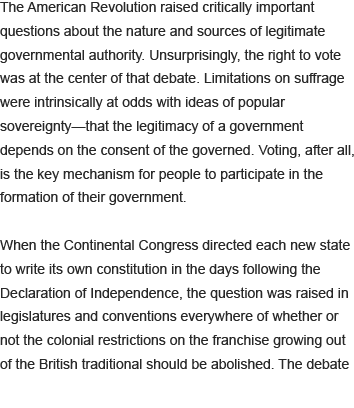 The American Revolution raised critically important
questions about the nature and sources of legitimate
governmental authority. Unsurprisingly, the right to vote
was at the center of that debate. Limitations on suffrage
were intrinsically at odds with ideas of popular
sovereignty—that the legitimacy of a government
depends on the consent of the governed. Voting, after all,
is the key mechanism for people to participate in the
formation of their government.
When the Continental Congress directed each new state
to write its own constitution in the days following the
Declaration of Independence, the question was raised in
legislatures and conventions everywhere of whether or
not the colonial restrictions on the franchise growing out
of the British traditional should be abolished. The debate